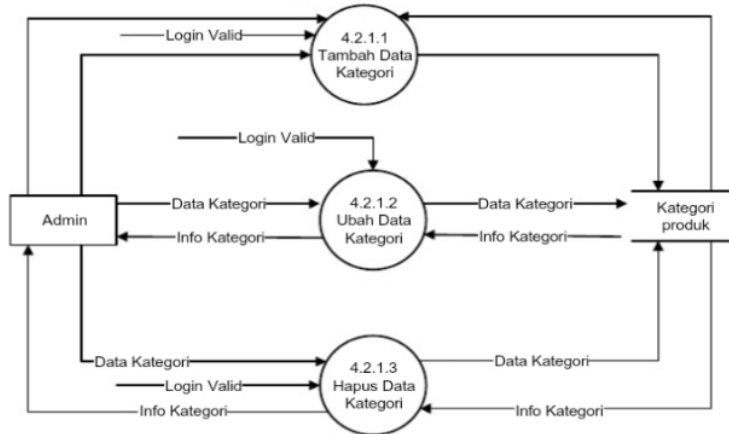 4.2.1.1
Tambah Data
Kategori
Login Valid
Login Valid
Admin
Data Kategori
4.2.1.2
Ubah Data
Kategori
Data Kategori
Info Kategori
Info Kategori
Kategori
produk
Data Kategori
4.2.1.3
Hapus Data
Kategori
Data Kategori
Login Valid
Info Kategori
Info Kategori